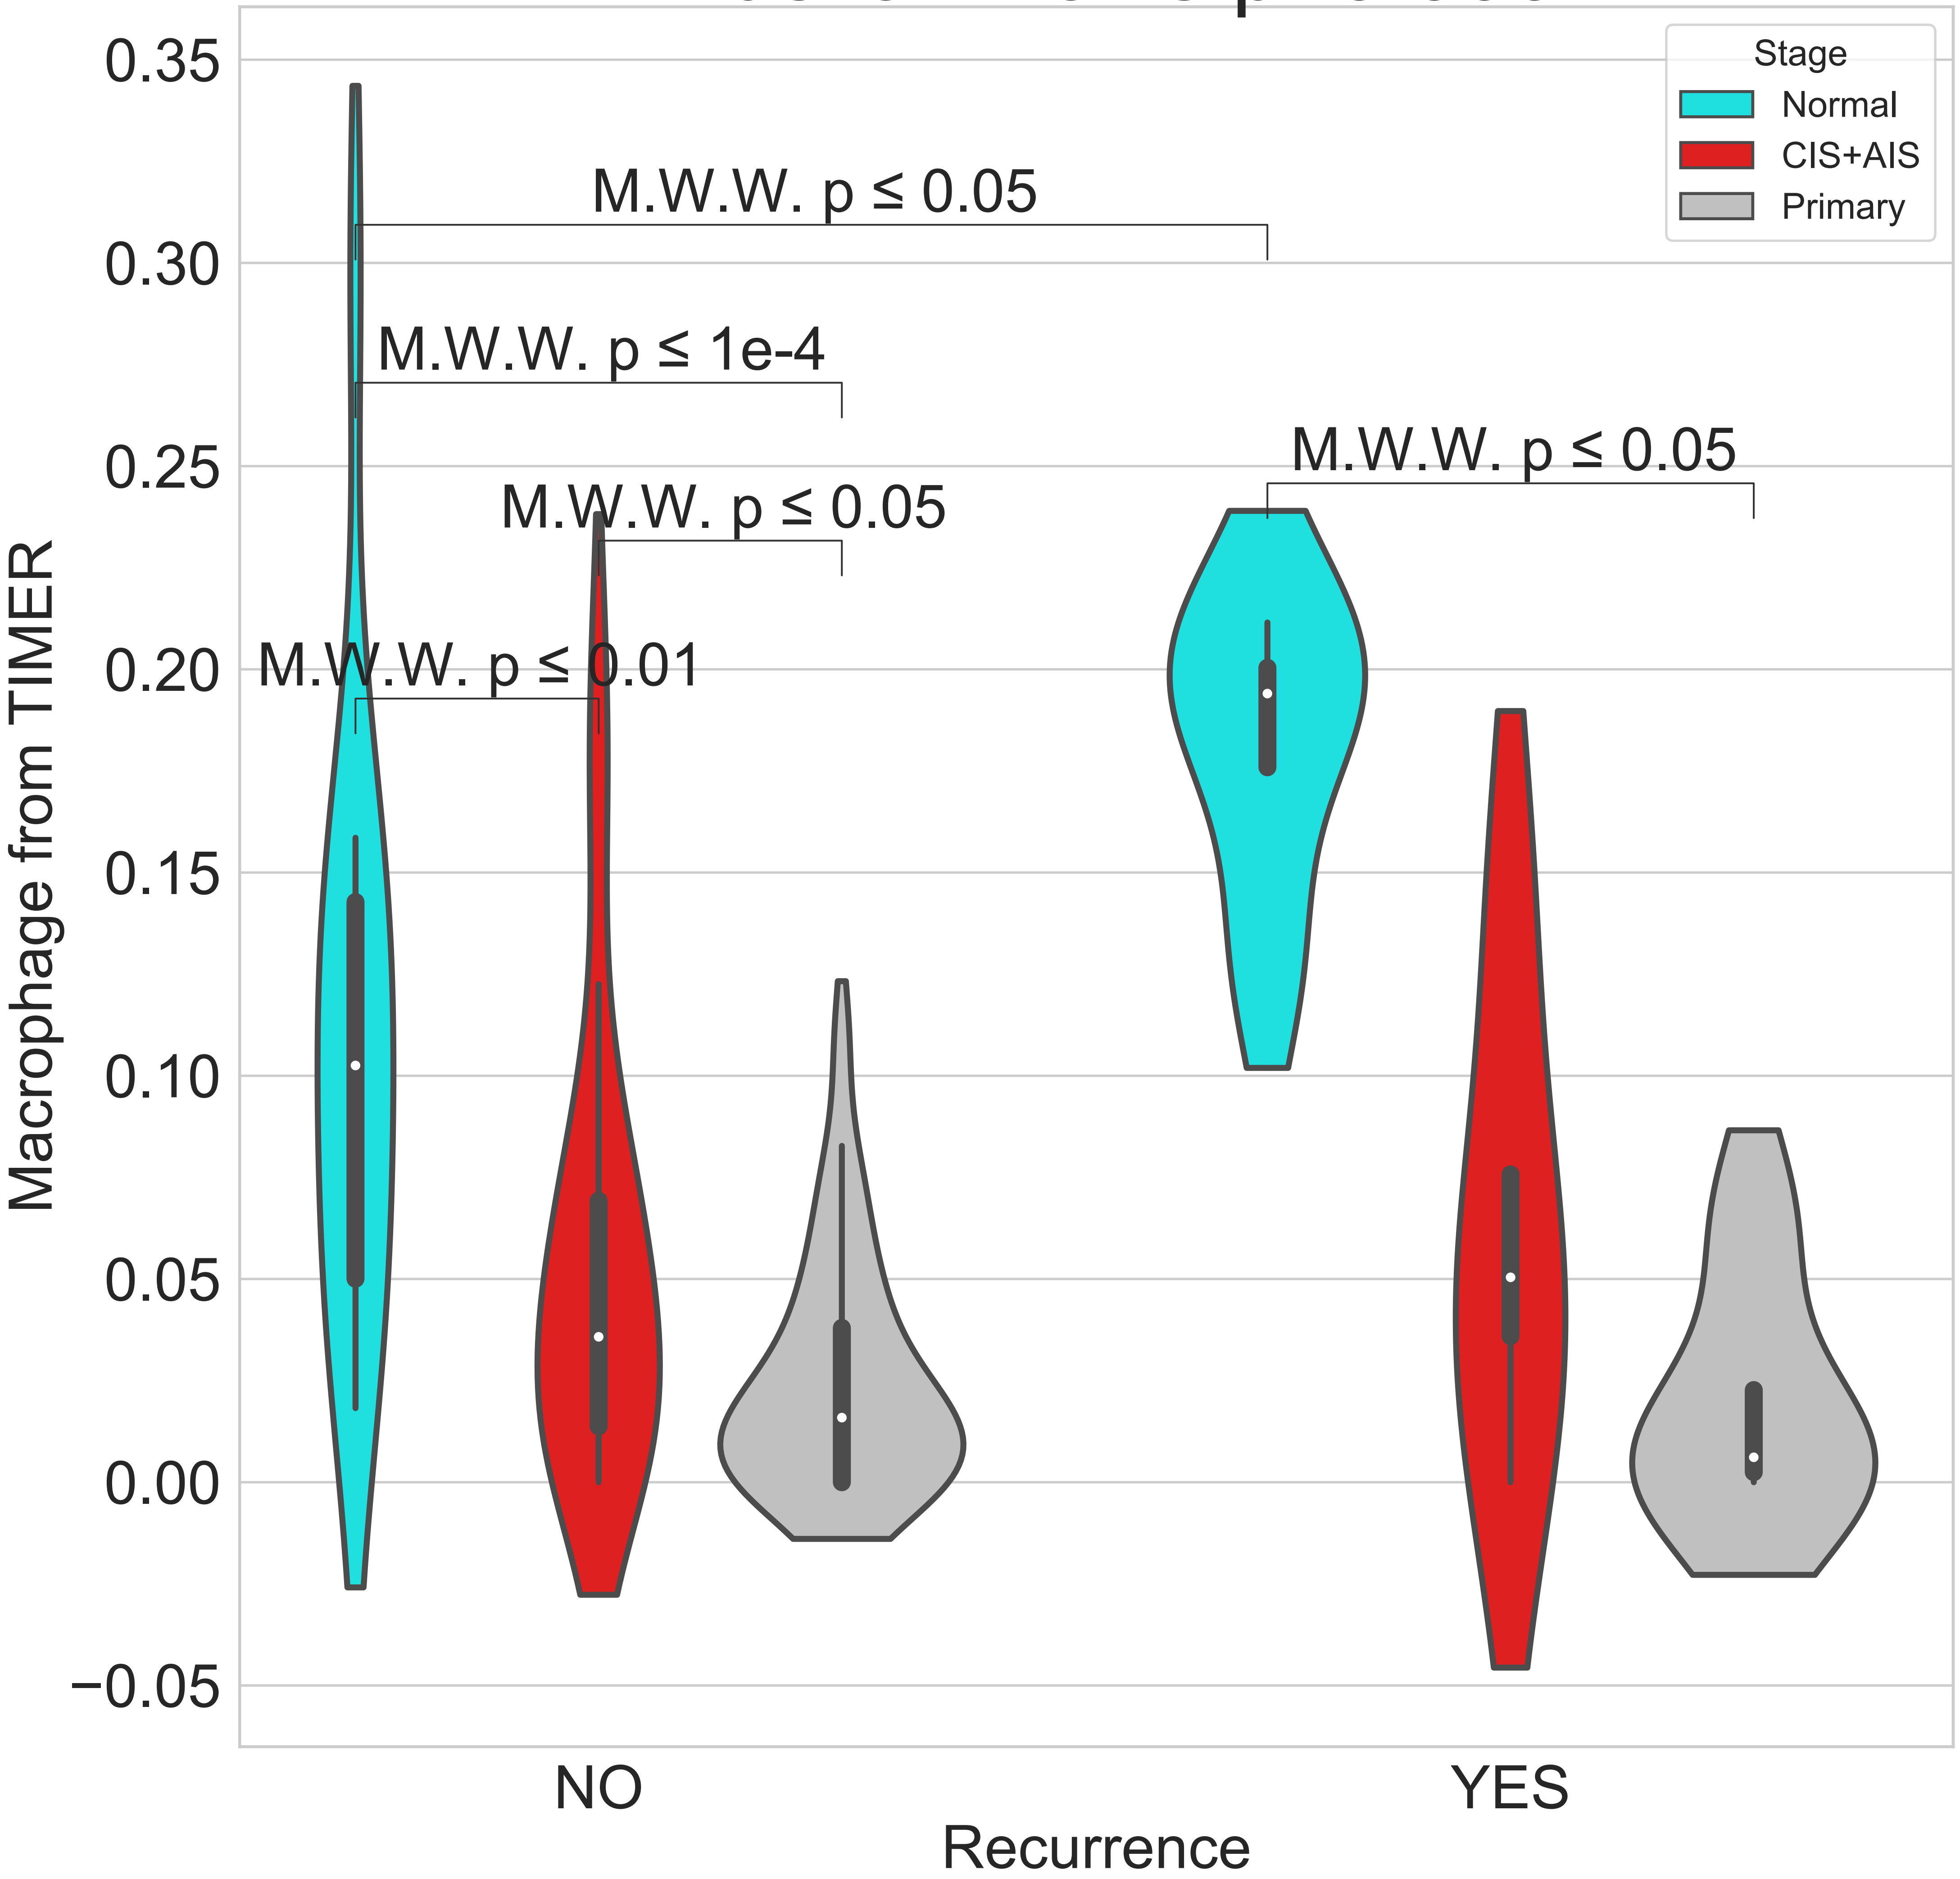 Stage
Normal
CIS+AIS
Primary
M.W.W. p ≤ 0.05
M.W.W. p ≤ 1e-4
M.W.W. p ≤ 0.05
M.W.W. p ≤ 0.05
M.W.W. p ≤ 0.01
0.35
0.30
0.25
0.20
0.15
0.10
0.05
0.00
−0.05
Macrophage from TIMER
NO
YES
Recurrence